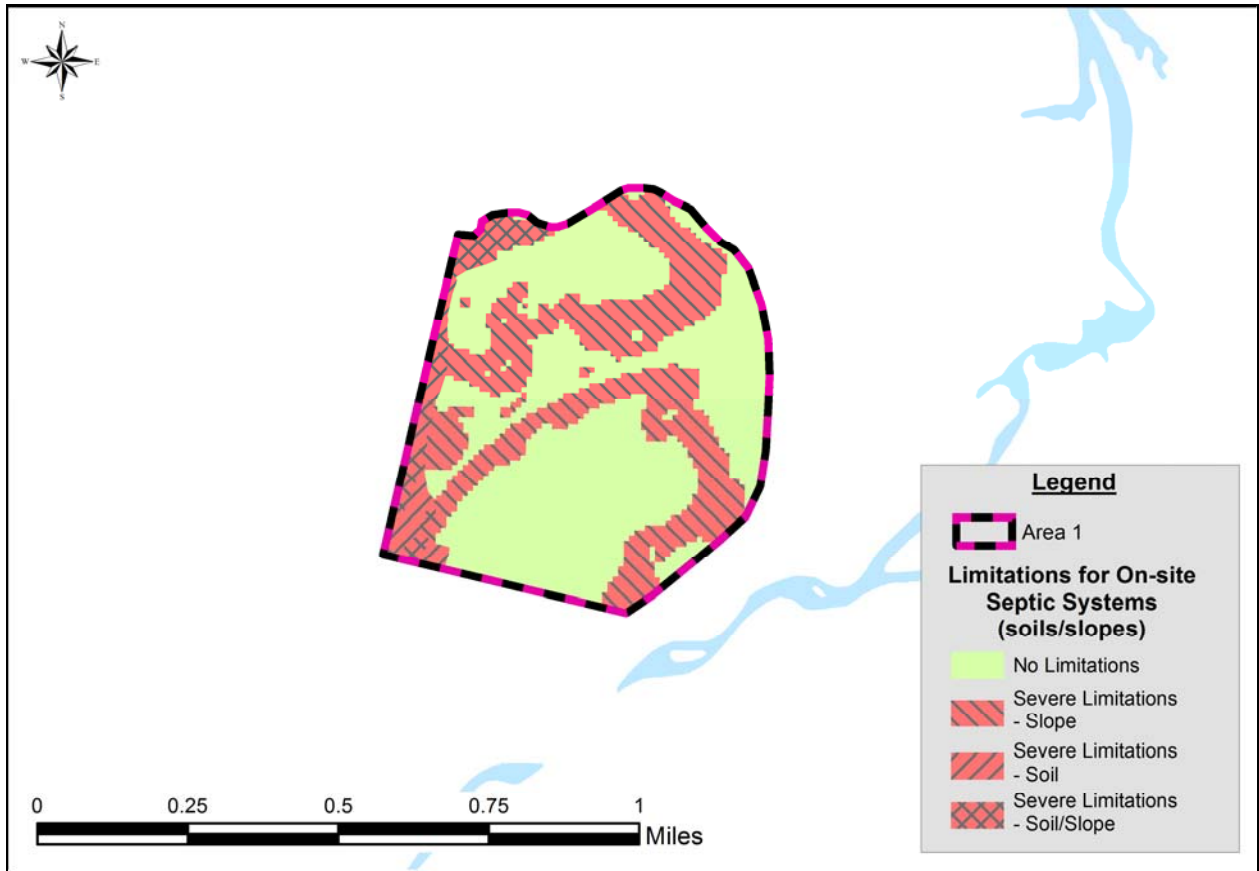 N
W E
S
Legend
Area 1
Limitations for On-site
Septic Systems
(soils/slopes)
No Limitations
Severe Limitations
- Slope
Severe Limitations
- Soil
Severe Limitations
- Soil/Slope
0 0.25 0.5 0.75 1
Miles